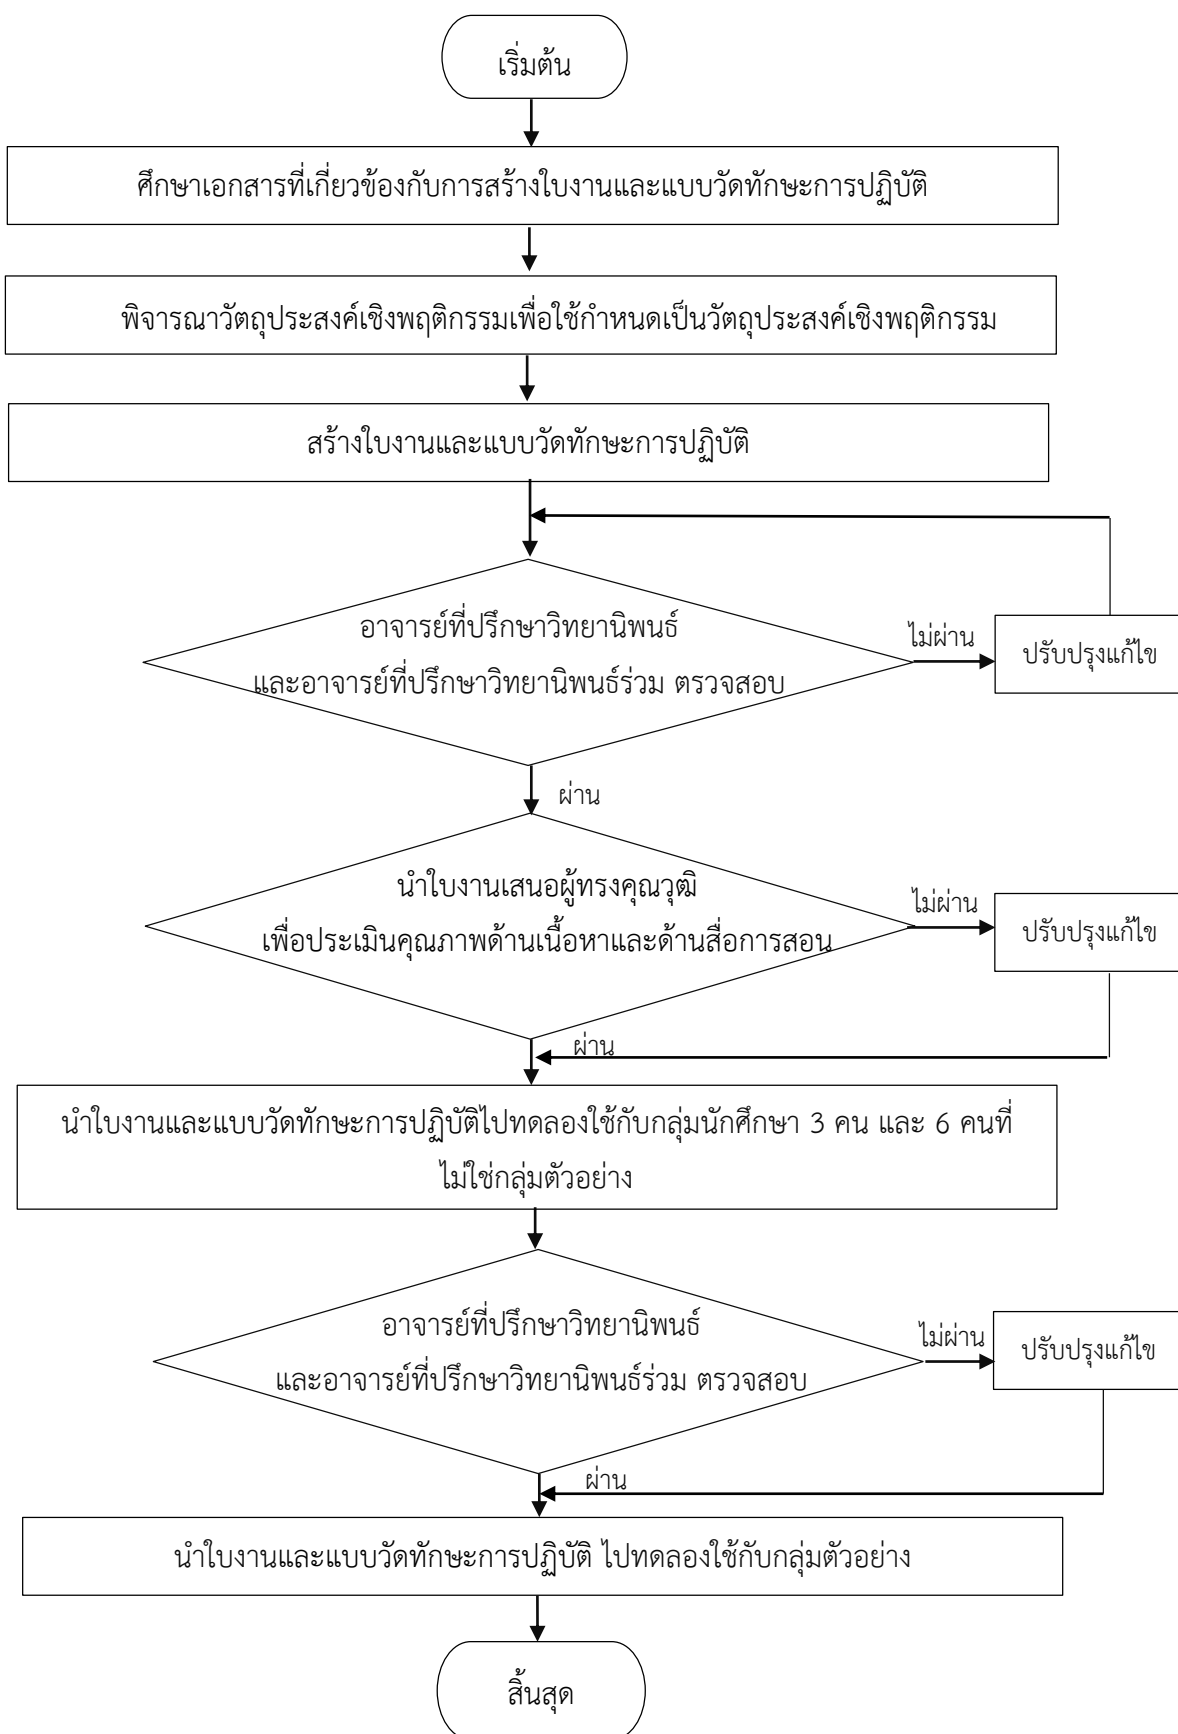 เริ่มต้น
ศึกษาเอกสารที่เกี่ยวข้องกับการสร้างใบงานและแบบวัดทักษะการปฏิบัติ
พิจารณาวัตถุประสงค์เชิงพฤติกรรมเพื่อใช้กำหนดเป็นวัตถุประสงค์เชิงพฤติกรรม
สร้างใบงานและแบบวัดทักษะการปฏิบัติ
อาจารย์ที่ปรึกษาวิทยานิพนธ์
และอาจารย์ที่ปรึกษาวิทยานิพนธ์ร่วม ตรวจสอบ
ไม่ผ่าน
ปรับปรุงแก้ไข
ผ่าน
นำใบงานเสนอผู้ทรงคุณวุฒิ
เพื่อประเมินคุณภาพด้านเนื้อหาและด้านสื่อการสอน
ไม่ผ่าน
ปรับปรุงแก้ไข
ผ่าน
นำใบงานและแบบวัดทักษะการปฏิบัติไปทดลองใช้กับกลุ่มนักศึกษา 3 คน และ 6 คนที่
ไม่ใช่กลุ่มตัวอย่าง
อาจารย์ที่ปรึกษาวิทยานิพนธ์
และอาจารย์ที่ปรึกษาวิทยานิพนธ์ร่วม ตรวจสอบ
ไม่ผ่าน
ปรับปรุงแก้ไข
ผ่าน
นำใบงานและแบบวัดทักษะการปฏิบัติ ไปทดลองใช้กับกลุ่มตัวอย่าง
สิ้นสุด